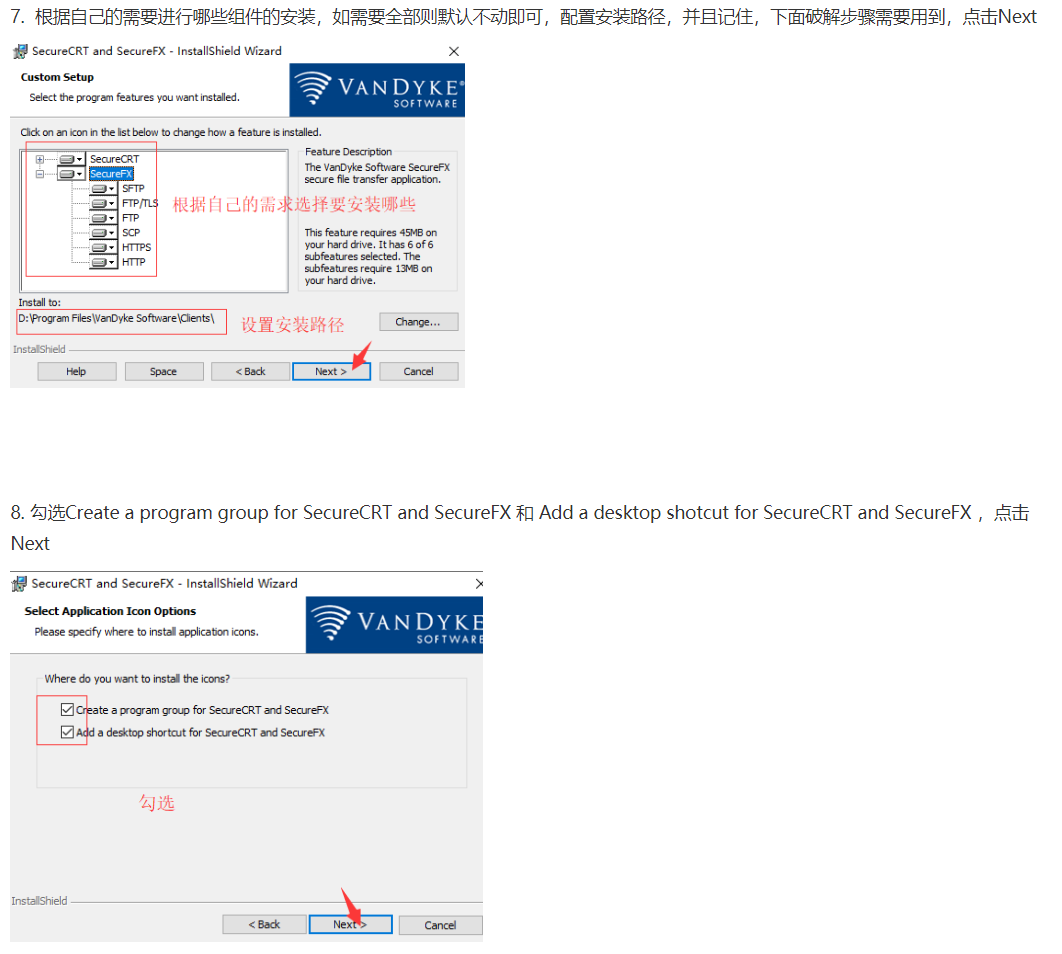 7.  根据自己的需要进行哪些组件的安装，如需要全部则默认不动即可，配置安装路径，并且记住，下面破解步骤需要用到，点击Next
SecureCRT and SecureFX - InstallShield Wizard
Custom Setup
Select the program features you want installed.
VANDYKE®
SOFTWARE
Click on an icon in the list below to change how a feature is installed.
SecureCRT
SecureFX
SFTP
FTP/TLS
FTP
SCP
HTTPS
HTTP
根据自己的需求选择要安装哪些
Feature Description
The VanDyke Software SecureFX
secure file transfer application.
This feature requires 45MB on
your hard drive. It has 6 of 6
subfeatures selected. The
subfeatures require 13MB on
your hard drive.
Install to:
D:\Program Files\VanDyke Software\Clients\
设置安装路径
Change...
InstallShield
Help
Space
< Back
Next >
Cancel
8. 勾选Create a program group for SecureCRT and SecureFX 和 Add a desktop shotcut for SecureCRT and SecureFX ，点击
Next
SecureCRT and SecureFX - InstallShield Wizard
Select Application Icon Options
Please specify where to install application icons.
VANDYKE
SOFTWARE
Where do you want to install the icons?
Create a program group for SecureCRT and SecureFX
Add a desktop shortcut for SecureCRT and SecureFX
勾选
InstallShield
< Back
Next >
Cancel